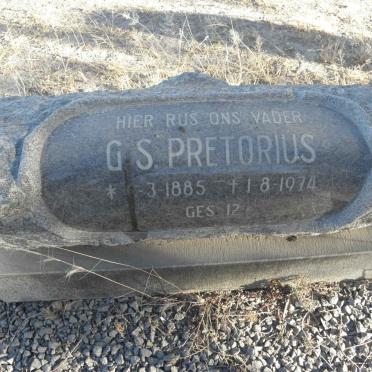 HIER RUS ONS VADER
G.S. PRETORIUS
* -3-1885 †1-8-1974
GES 12